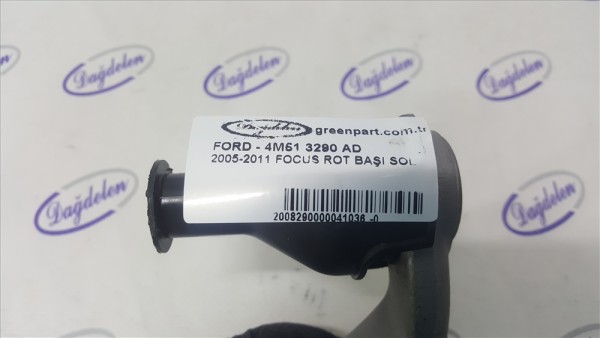 Dağdelen
Dağdelen
Dağdelen
Dağdelen greenpart.com.tr
FORD - 4M51 3290 AD
2005-2011 FOCUS ROT BAŞI SOL
2008290000041036 -0
Dağdelen
Dağdelen
Dağdelen